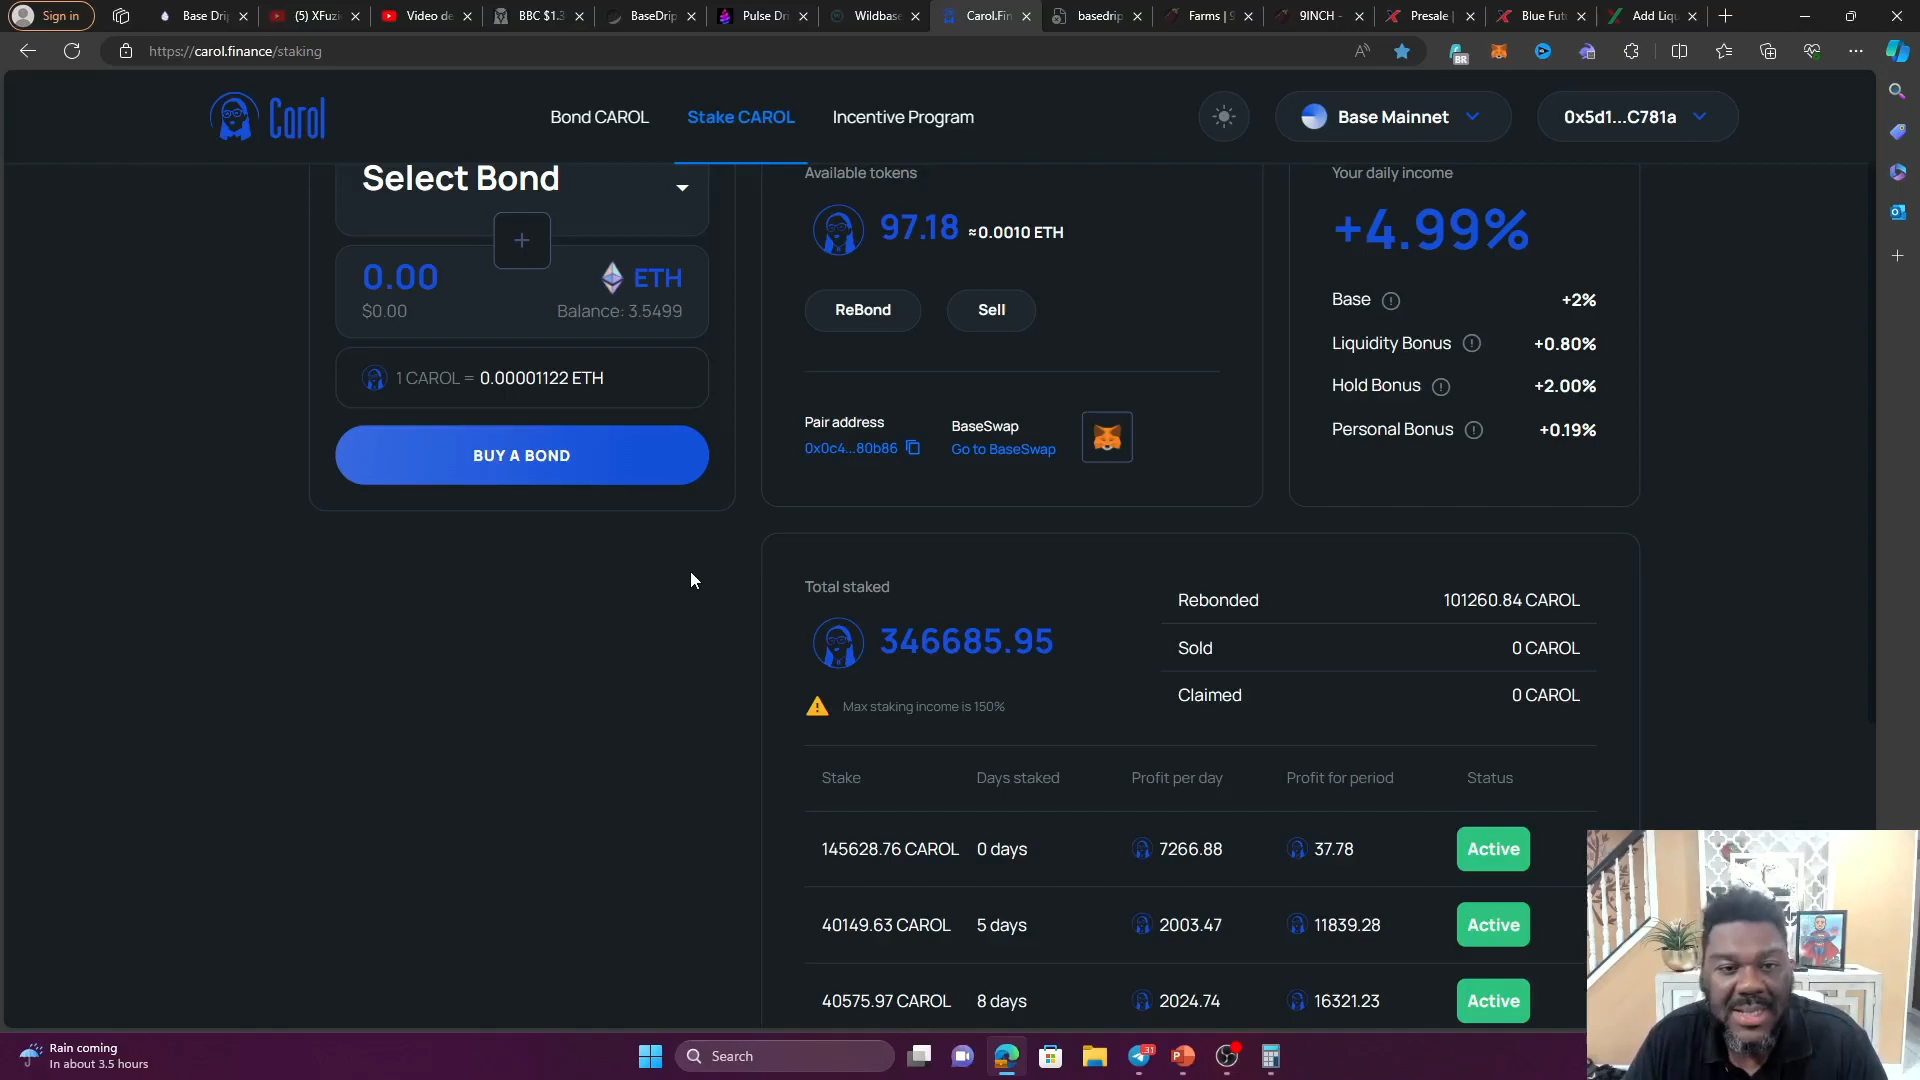 Sign in
Base Dri
(5) XFuzi
Video de
BBC $1.3
BaseDrip
Pulse Dri
Wildbase
Carol.Fin
basedrip
Farms | 9
9INCH -
Presale |
Blue Fut
Add Liq
https://carol.finance/staking
BR
Carol
Bond CAROL
Stake CAROL
Incentive Program
Base Mainnet
0x5d1...C781a
Select Bond
+
0.00
ETH
$0.00
Balance: 3.5499
1 CAROL = 0.00001122 ETH
BUY A BOND
Available tokens
97.18 ≈0.0010 ETH
ReBond
Sell
Pair address
0x0c4...80b86
BaseSwap
Go to BaseSwap
Your daily income
+4.99%
Base +2%
Liquidity Bonus +0.80%
Hold Bonus +2.00%
Personal Bonus +0.19%
Total staked
346685.95
Max staking income is 150%
Rebonded 101260.84 CAROL
Sold 0 CAROL
Claimed 0 CAROL
Stake Days staked Profit per day Profit for period Status
145628.76 CAROL 0 days 7266.88 37.78 Active
40149.63 CAROL 5 days 2003.47 11839.28 Active
40575.97 CAROL 8 days 2024.74 16321.23 Active
Rain coming
In about 3.5 hours
Search
31